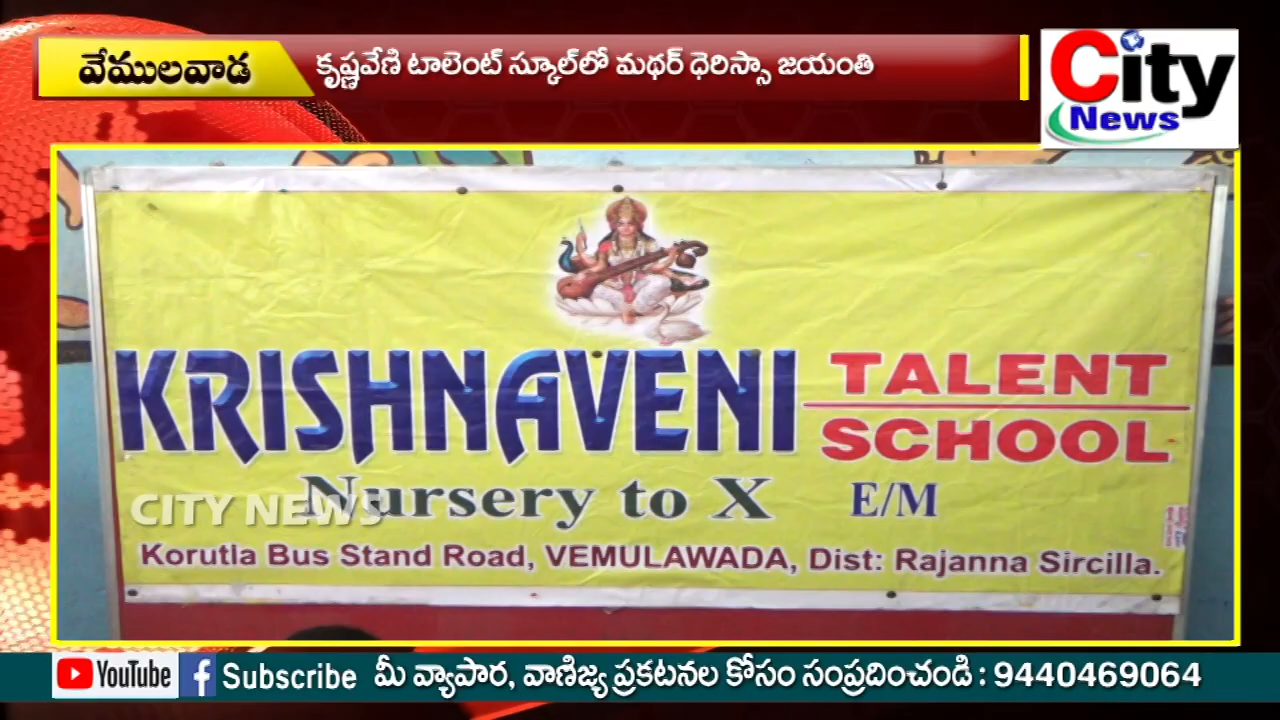 వేములవాడ
కృష్ణవేణి టాలెంట్ స్కూల్‌లో మథర్ థెరిస్సా జయంతి
City
News
KRISHNAVENI TALENT SCHOOL
Nursery to X E/M
CITY NEWS
Korutla Bus Stand Road, VEMULAWADA, Dist: Rajanna Sircilla.
YouTube f Subscribe మీ వ్యాపార, వాణిజ్య ప్రకటనల కోసం సంప్రదించండి : 9440469064